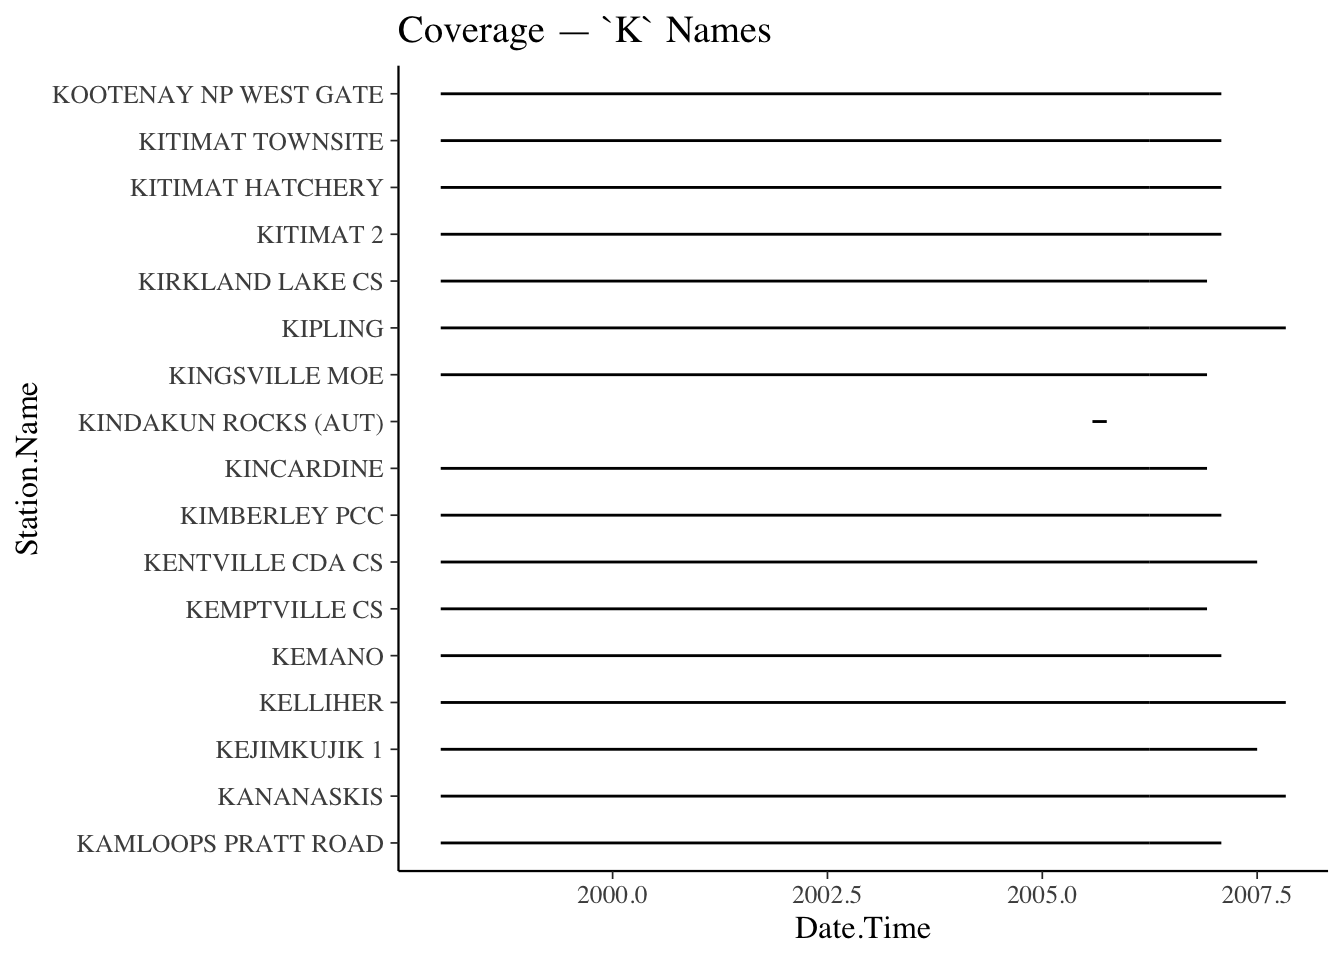 Coverage — `K` Names
KOOTENAY NP WEST GATE
KITIMAT TOWNSITE
KITIMAT HATCHERY
KITIMAT 2
KIRKLAND LAKE CS
KIPLING
KINGSVILLE MOE
KINDAKUN ROCKS (AUT)
KINCARDINE
KIMBERLEY PCC
KENTVILLE CDA CS
KEMPTVILLE CS
KEMANO
KELLIHER
KEJIMKUJIK 1
KANANASKIS
KAMLOOPS PRATT ROAD
Station.Name
2000.0 2002.5 2005.0 2007.5
Date.Time